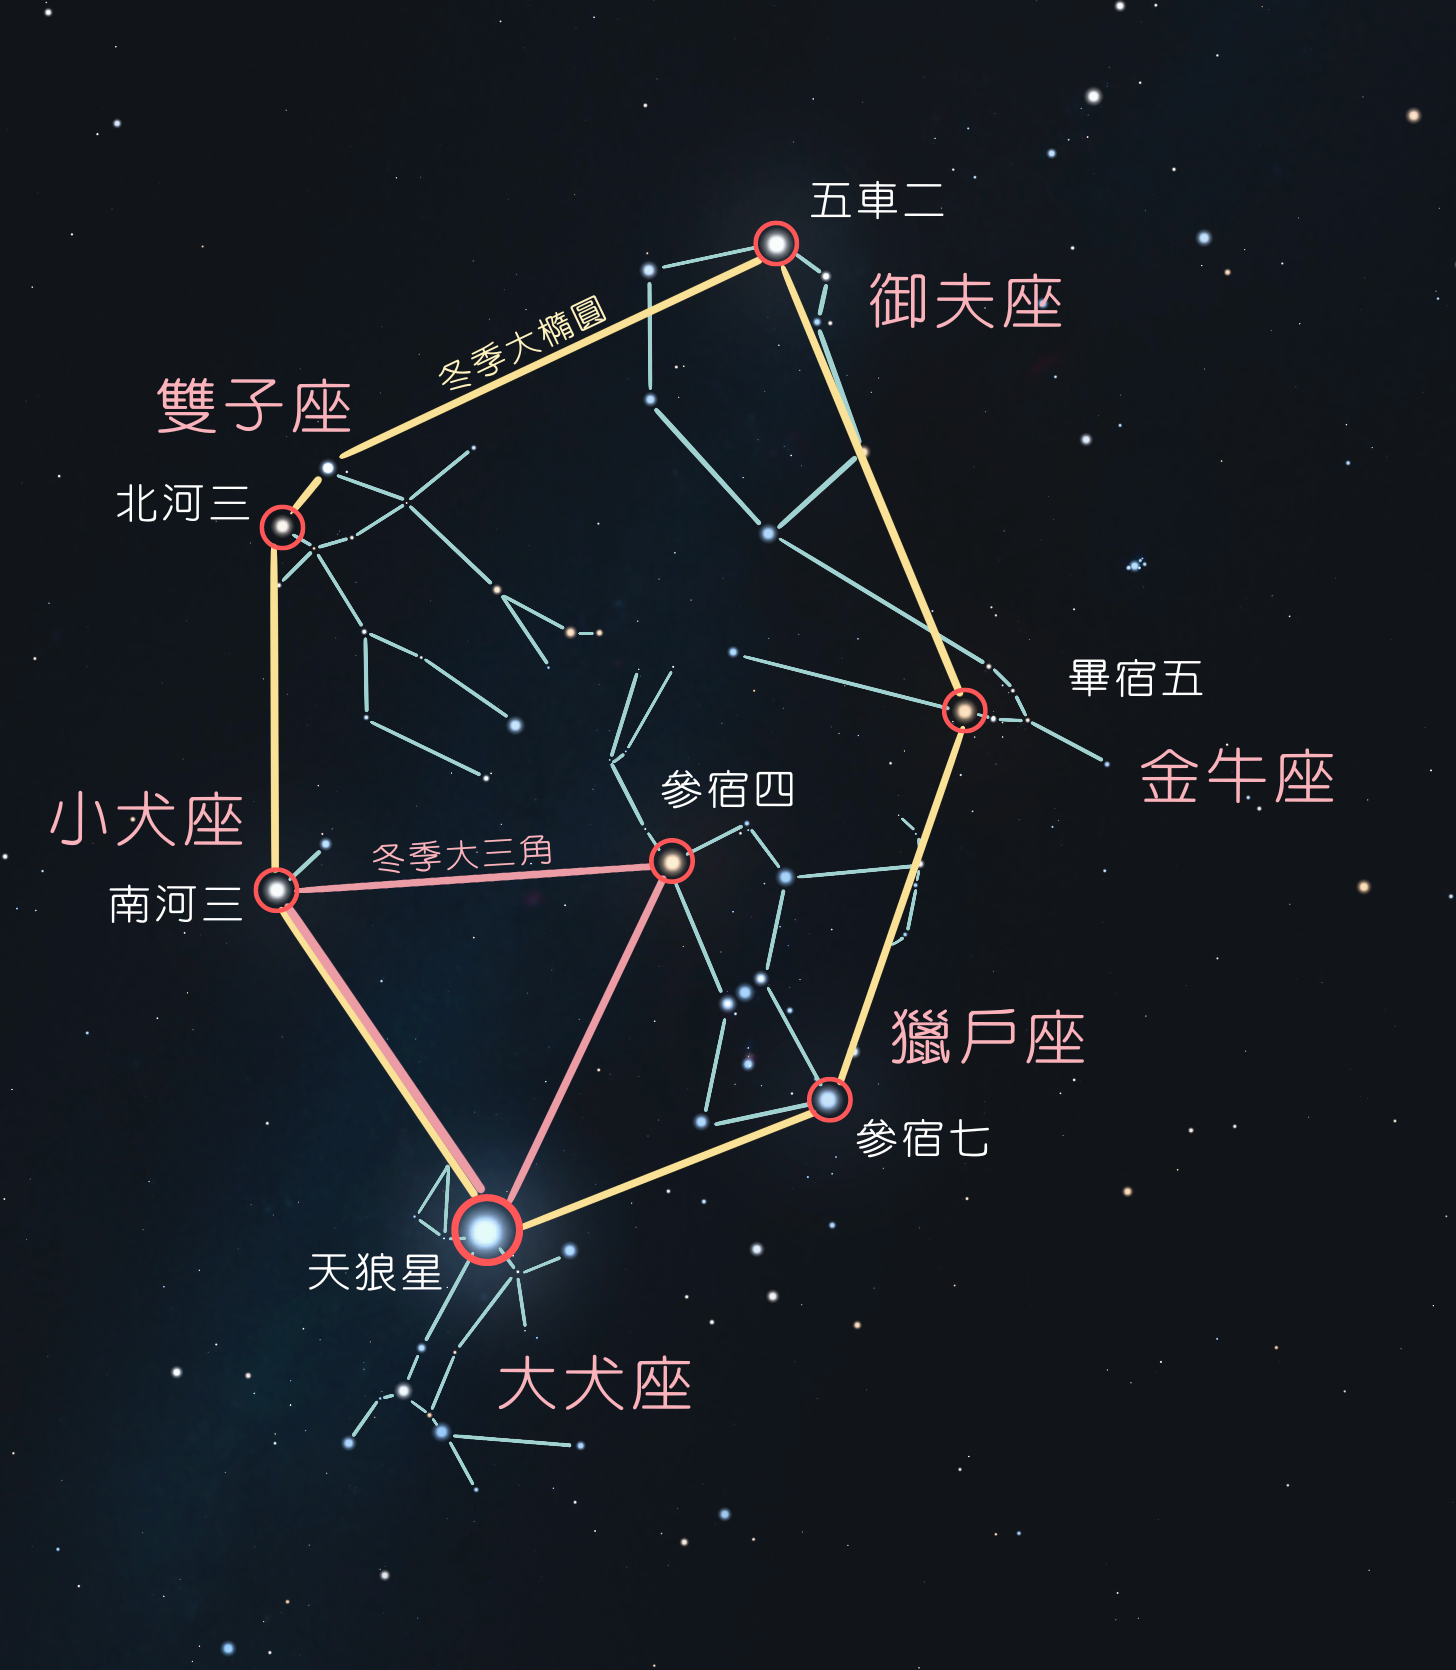 五車二
御夫座
冬季大橢圓
雙子座
北河三
畢宿五
金牛座
參宿四
小犬座
冬季大三角
南河三
獵戶座
參宿七
天狼星
大犬座